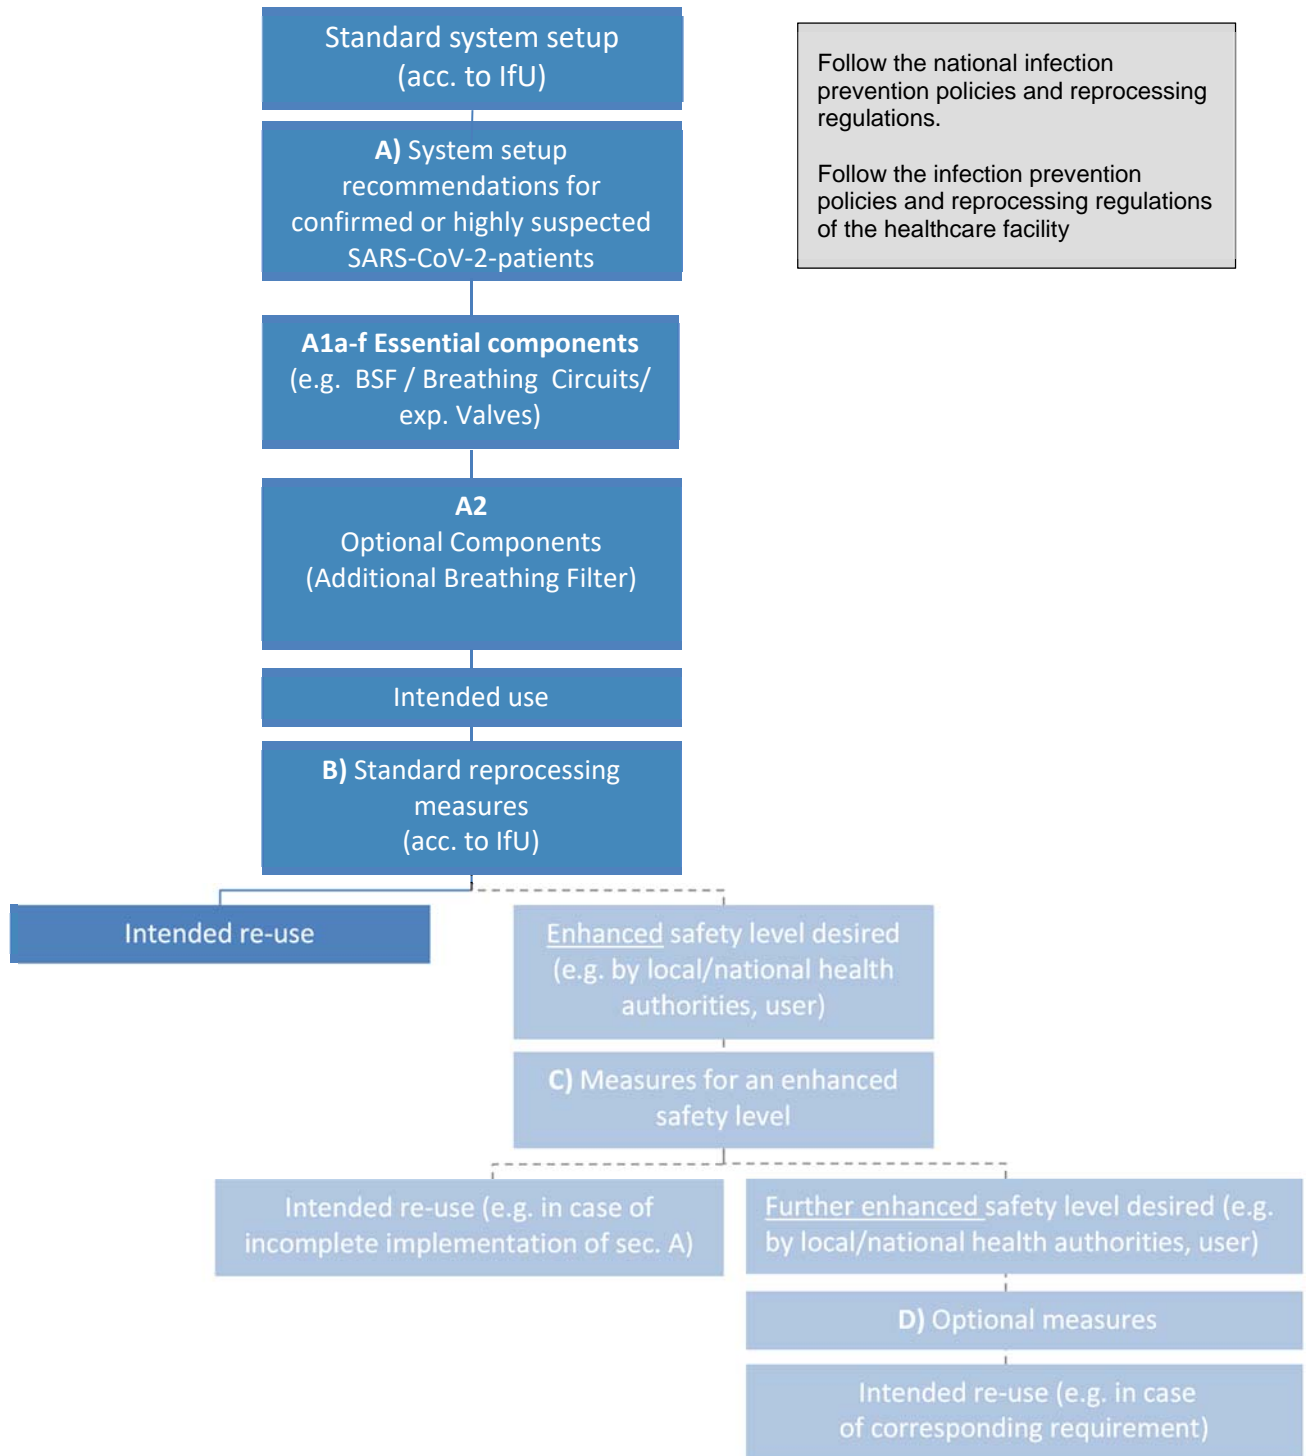 Standard system setup
(acc. to IfU)
Follow the national infection
prevention policies and reprocessing
regulations.
Follow the infection prevention
policies and reprocessing regulations
of the healthcare facility
A) System setup
recommendations for
confirmed or highly suspected
SARS-CoV-2-patients
A1a-f Essential components
(e.g. BSF / Breathing Circuits/
exp. Valves)
A2
Optional Components
(Additional Breathing Filter)
Intended use
B) Standard reprocessing
measures
(acc. to IfU)
Intended re-use
Enhanced safety level desired
(e.g. by local/national health
authorities, user)
C) Measures for an enhanced
safety level
Intended re-use (e.g. in case of
incomplete implementation of sec. A)
Further enhanced safety level desired (e.g.
by local/national health authorities, user)
D) Optional measures
Intended re-use (e.g. in case
of corresponding requirement)